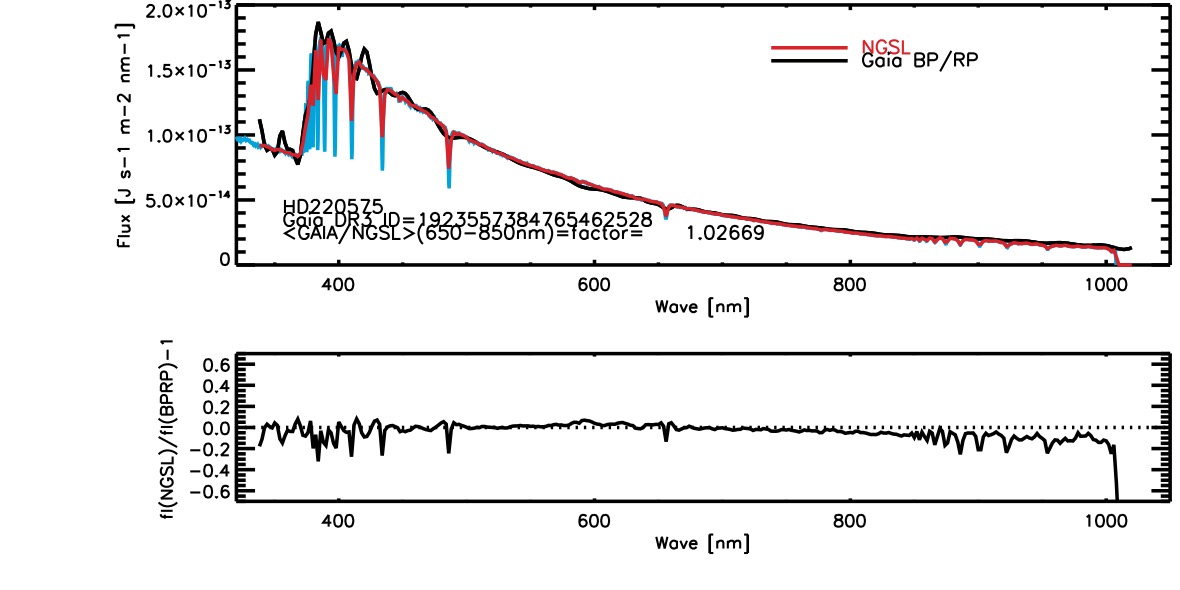 2.0×10−13
1.5×10−13
1.0×10−13
5.0×10−14
0
Flux [J s−1 m−2 nm−1]
NGSL
Gaia BP/RP
HD220575
Gaia DR3 ID=1923557384765462528
<GAIA/NGSL>(650−850nm)=factor= 1.02669
400 600 800 1000
Wave [nm]
fl(NGSL)/fl(BPRP)−1
0.6
0.4
0.2
0.0
−0.2
−0.4
−0.6
400 600 800 1000
Wave [nm]